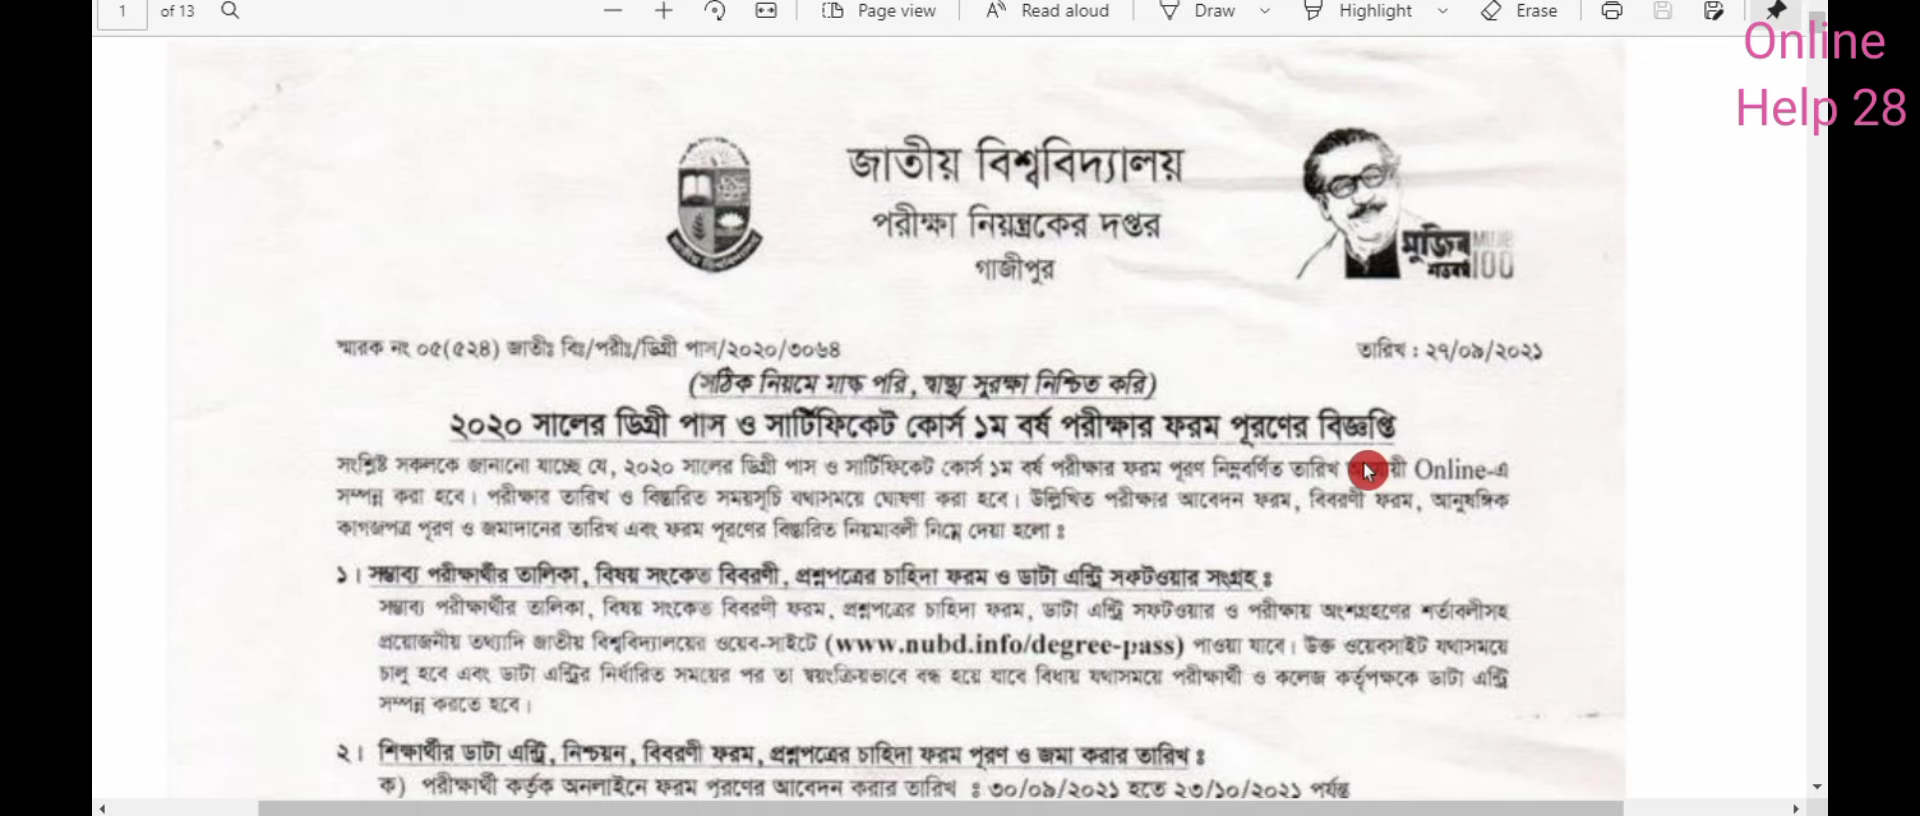 1 of 13 Page view Read aloud Draw Highlight Erase
Online
Help 28
জাতীয় বিশ্ববিদ্যালয়
পরীক্ষা নিয়ন্ত্রকের দপ্তর
গাজীপুর
মুজিব
শতবর্ষ 100
স্মারক নং ০৫(৫২৪) জাতীঃ বিঃ/পরীঃ/ডিগ্রী পাস/২০২০/৩০৬৪
তারিখ : ২৭/০৯/২০২১
(সঠিক নিয়মে মাস্ক পরি, স্বাস্থ্য সুরক্ষা নিশ্চিত করি)
২০২০ সালের ডিগ্রী পাস ও সার্টিফিকেট কোর্স ১ম বর্ষ পরীক্ষার ফরম পূরণের বিজ্ঞপ্তি
সংশ্লিষ্ট সকলকে জানানো যাচ্ছে যে, ২০২০ সালের ডিগ্রী পাস ও সার্টিফিকেট কোর্স ১ম বর্ষ পরীক্ষার ফরম পূরণ নিম্নবর্ণিত তারিখ Online-এ
সম্পন্ন করা হবে। পরীক্ষার তারিখ ও বিস্তারিত সময়সূচি যথাসময়ে ঘোষণা করা হবে। উল্লিখিত পরীক্ষার আবেদন ফরম, বিবরণী ফরম, আনুষঙ্গিক
কাগজপত্র পূরণ ও জমাদানের তারিখ এবং ফরম পূরণের বিস্তারিত নিয়মাবলী নিম্নে দেয়া হলো ঃ
১। সম্ভাব্য পরীক্ষার্থীর তালিকা, বিষয় সংকেত বিবরণী, প্রশ্নপত্রের চাহিদা ফরম ও ডাটা এন্ট্রি সফটওয়ার সংগ্রহ ঃ
সম্ভাব্য পরীক্ষার্থীর তালিকা, বিষয় সংকেত বিবরণী ফরম, প্রশ্নপত্রের চাহিদা ফরম, ডাটা এন্ট্রি সফটওয়ার ও পরীক্ষায় অংশগ্রহণের শর্তাবলীসহ
প্রয়োজনীয় তথ্যাদি জাতীয় বিশ্ববিদ্যালয়ের ওয়েব-সাইটে (www.nubd.info/degree-pass) পাওয়া যাবে। উক্ত ওয়েবসাইট যথাসময়ে
চালু হবে এবং ডাটা এন্ট্রির নির্ধারিত সময়ের পর তা স্বয়ংক্রিয়ভাবে বন্ধ হয়ে যাবে বিধায় যথাসময়ে পরীক্ষার্থী ও কলেজ কর্তৃপক্ষকে ডাটা এন্ট্রি
সম্পন্ন করতে হবে।
২। শিক্ষার্থীর ডাটা এন্ট্রি, নিশ্চয়ন, বিবরণী ফরম, প্রশ্নপত্রের চাহিদা ফরম পূরণ ও জমা করার তারিখ ঃ
ক) পরীক্ষার্থী কর্তৃক অনলাইনে ফরম পূরণের আবেদন করার তারিখ ঃ ৩০/০৯/২০২১ হতে ২৩/১০/২০২১ পর্যন্ত